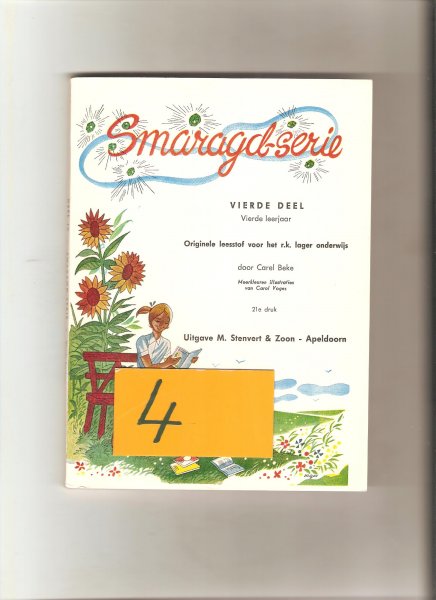 Smaragd-serie
VIERDE DEEL
Vierde leerjaar
Originele leesstof voor het r.k. lager onderwijs
door Carel Beke
Meerkleuren illustraties
van Carol Voges
21e druk
Uitgave M. Stenvert & Zoon - Apeldoorn
4